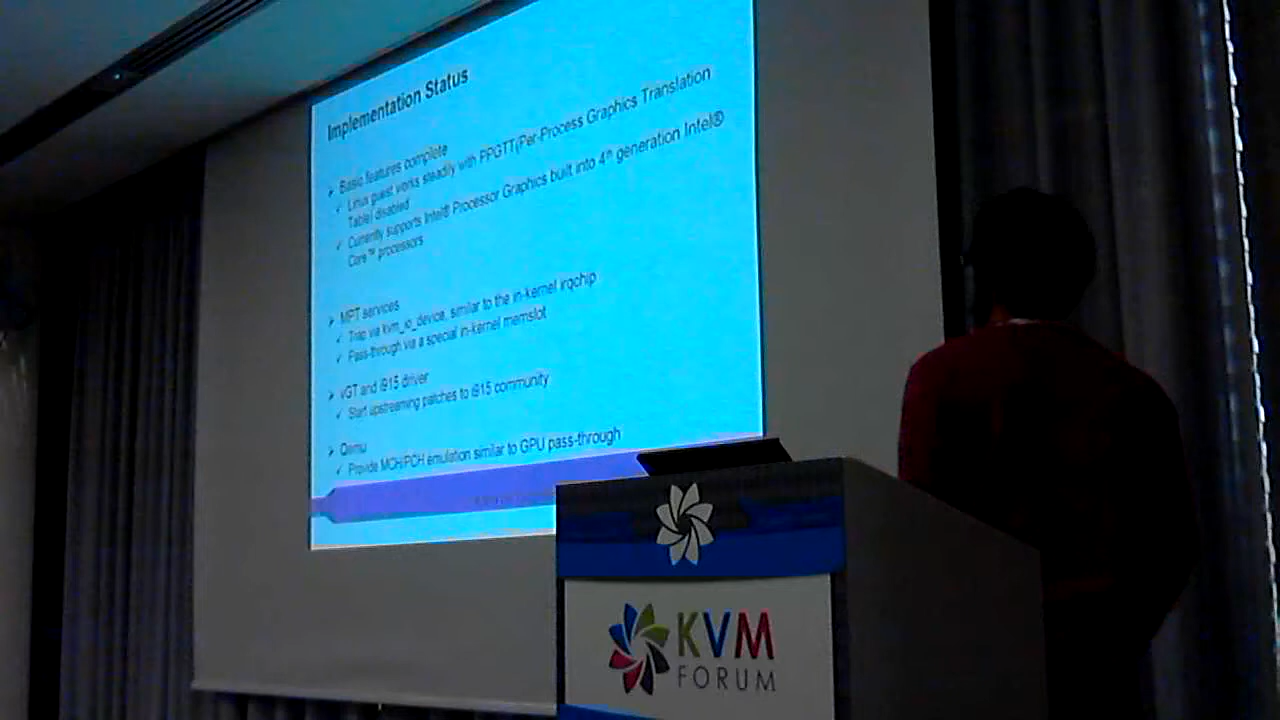 Implementation Status
➢ Basic features complete
✓ Linux guest works steadily with PPGTT(Per-Process Graphics Translation
Table) disabled
✓ Currently supports Intel® Processor Graphics built into 4th generation Intel®
Core™ processors
➢ MPT services
✓ Trap via kvm_io_device, similar to the in-kernel irqchip
✓ Pass-through via a special in-kernel memslot
➢ vGT and i915 driver
✓ Start upstreaming patches to i915 community
➢ Qemu
✓ Provide MCH/PCH emulation similar to GPU pass-through
KVM
FORUM